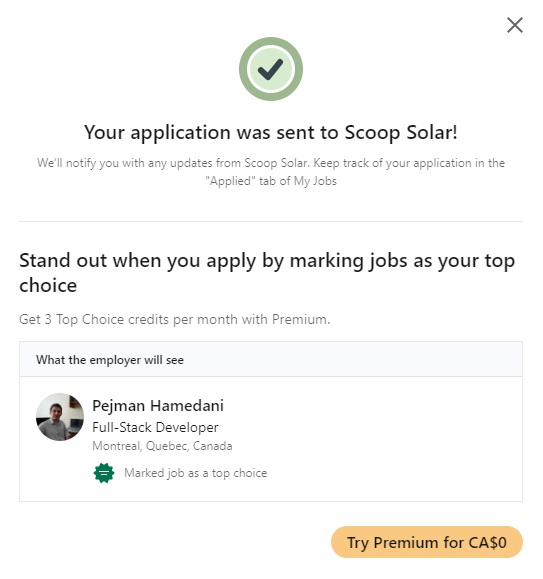 Your application was sent to Scoop Solar!
We'll notify you with any updates from Scoop Solar. Keep track of your application in the
"Applied" tab of My Jobs
Stand out when you apply by marking jobs as your top
choice
Get 3 Top Choice credits per month with Premium.
What the employer will see
Pejman Hamedani
Full-Stack Developer
Montreal, Quebec, Canada
Marked job as a top choice
Try Premium for CA$0